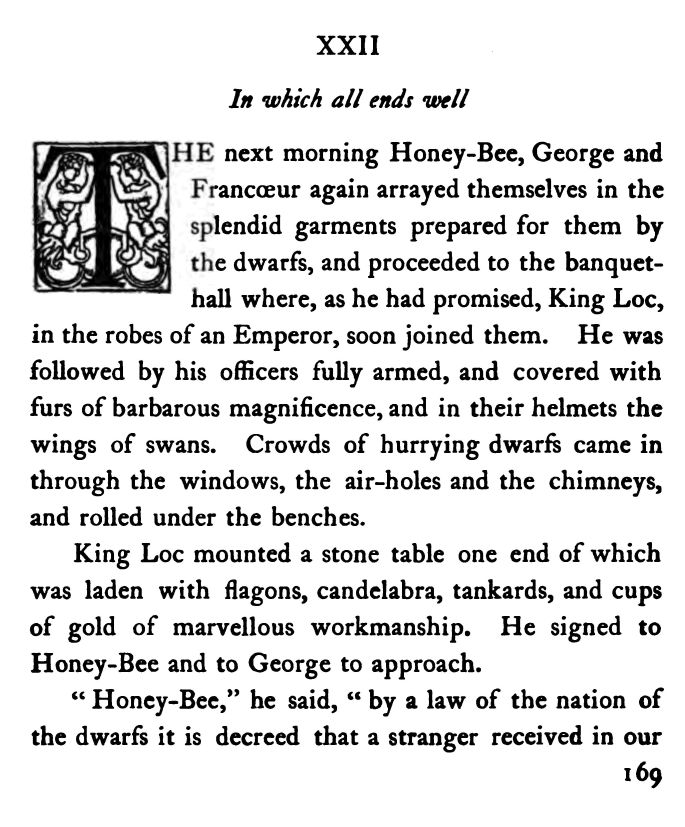 XXII
In which all ends well
THE next morning Honey-Bee, George and
Francœur again arrayed themselves in the
splendid garments prepared for them by
the dwarfs, and proceeded to the banquet-
hall where, as he had promised, King Loc,
in the robes of an Emperor, soon joined them. He was
followed by his officers fully armed, and covered with
furs of barbarous magnificence, and in their helmets the
wings of swans. Crowds of hurrying dwarfs came in
through the windows, the air-holes and the chimneys,
and rolled under the benches.
King Loc mounted a stone table one end of which
was laden with flagons, candelabra, tankards, and cups
of gold of marvellous workmanship. He signed to
Honey-Bee and to George to approach.
“ Honey-Bee,” he said, “ by a law of the nation of
the dwarfs it is decreed that a stranger received in our
169